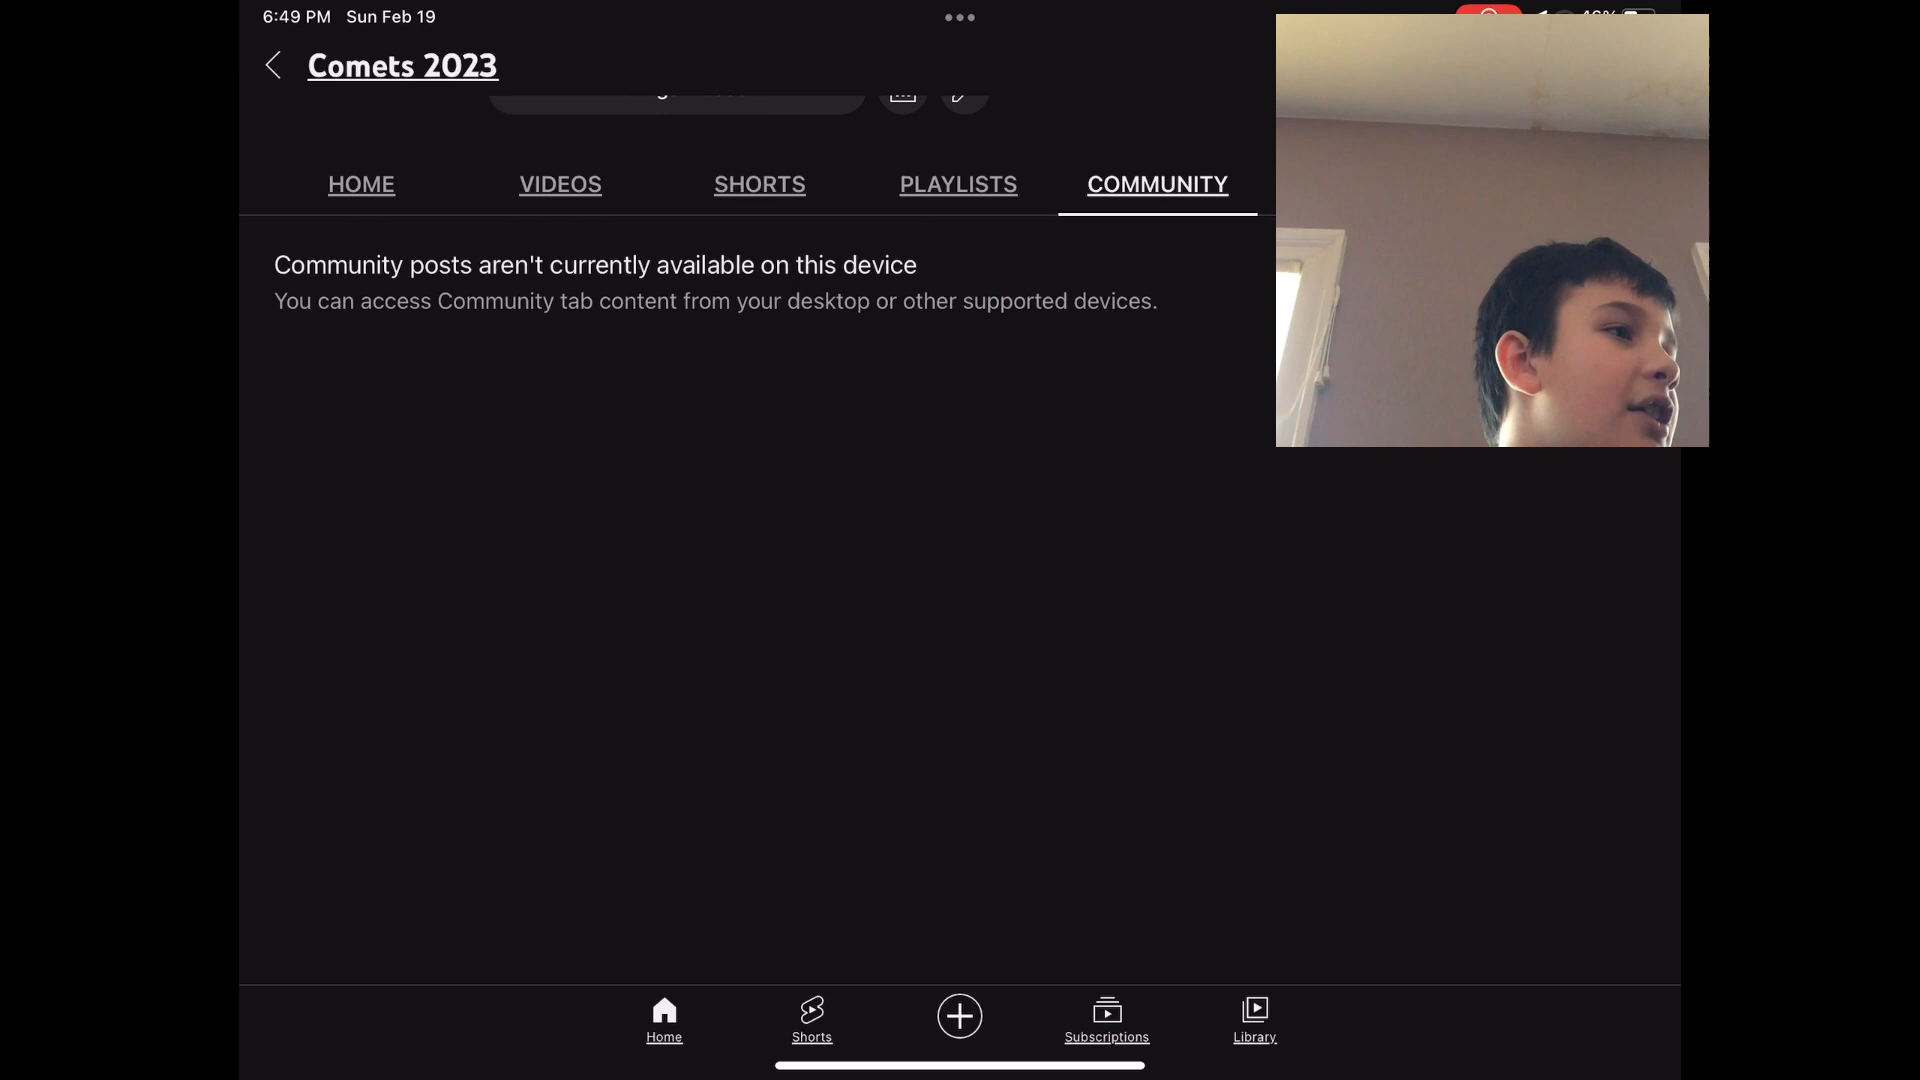 6:49 PM Sun Feb 19
Comets 2023
HOME VIDEOS SHORTS PLAYLISTS COMMUNITY
Community posts aren't currently available on this device
You can access Community tab content from your desktop or other supported devices.
Home Shorts Subscriptions Library